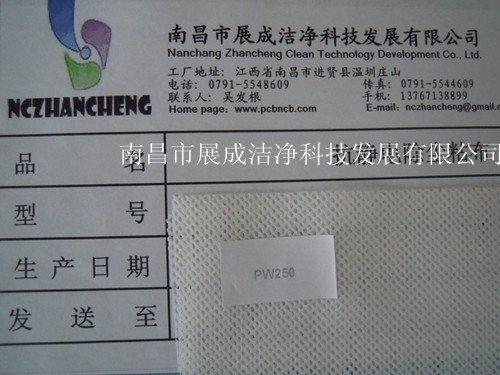 南昌市展成洁净科技发展有限公司
Nanchang Zhancheng Clean Technology Development Co., L
工厂地址：江西省南昌市进贤县温圳庄山
电话：0791-5548609 传真：0791-5544609
联系人：吴发根 手机：13767138899
Home page：www.pcbncb.com E-mail：nczhancheng@gmail.
NCZHANCHENG
品名
南昌市展成洁净科技发展有限公司
型号
生产日期
发送至
PW250